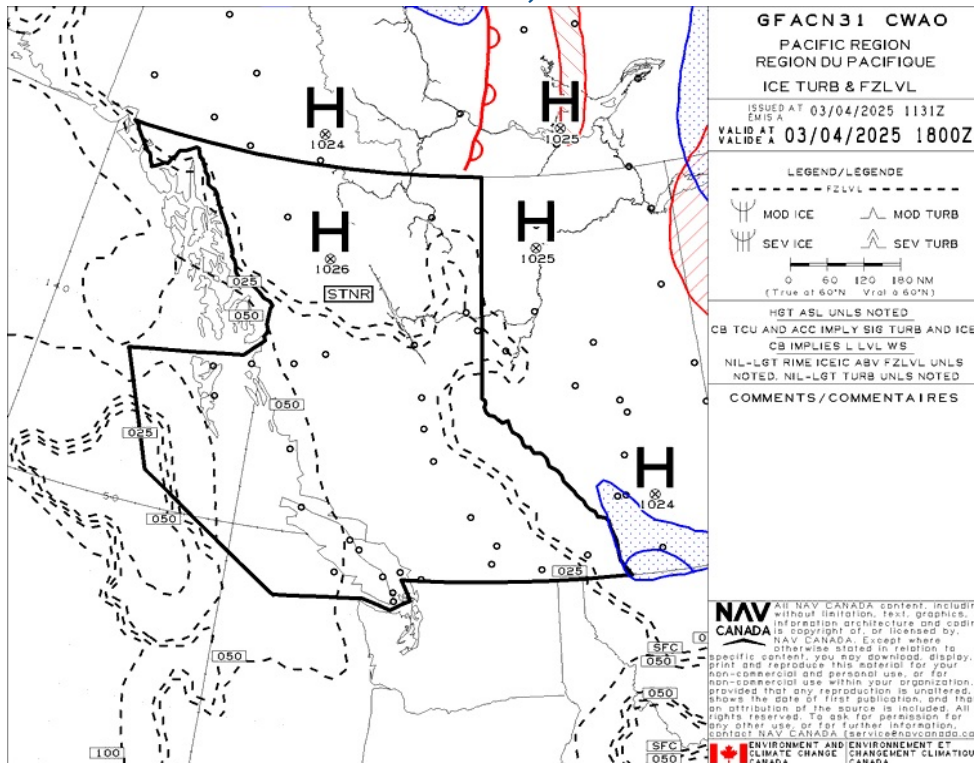 H
1024
H
1025
H
1026
STNR
H
1025
H
1024
140
50
025
050
050
025
050
050
025
SFC
050
050
SFC
050
100
GFACN31 CWAO
PACIFIC REGION
REGION DU PACIFIQUE
ICE TURB & FZLVL
ISSUED AT
EMIS A
03/04/2025 1131Z
VALID AT
VALIDE A
03/04/2025 1800Z
LEGEND/LEGENDE
FZLVL
MOD ICE
MOD TURB
SEV ICE
SEV TURB
0 60 120 180 NM
(True at 60°N Vrai a 60°N)
HGT ASL UNLS NOTED
CB TCU AND ACC IMPLY SIG TURB AND ICE
CB IMPLIES L LVL WS
NIL-LGT RIME ICEIC ABV FZLVL UNLS
NOTED. NIL-LGT TURB UNLS NOTED
COMMENTS/COMMENTAIRES
NAV
CANADA
All NAV CANADA content, includin
without limitation, text, graphics,
information architecture and codin
is copyright of, or licensed by,
NAV CANADA. Except where
otherwise stated in relation to
specific content, you may download, display,
print and reproduce this material for your
non-commercial and personal use, or for
non-commercial use within your organization,
provided that any reproduction is unaltered,
shows the date of first publication, and tha
an attribution of the source is included. All
rights reserved. To ask for permission for
any other use, or for further information,
contact NAV CANADA (service@navcanada.ca
ENVIRONMENT AND
CLIMATE CHANGE
CANADA
ENVIRONNEMENT ET
CHANGEMENT CLIMATIQU
CANADA